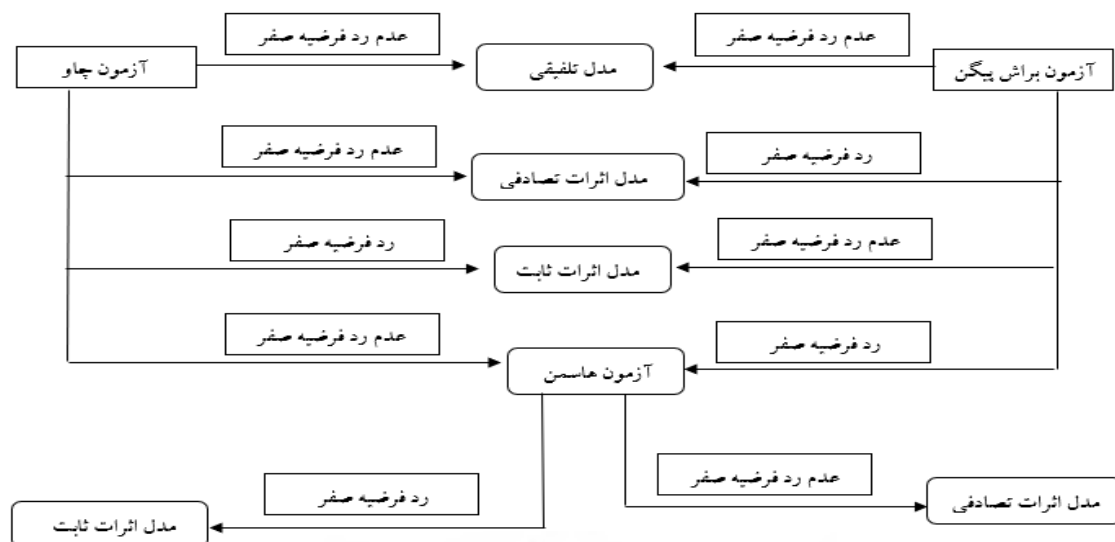 عدم رد فرضیه صفر
عدم رد فرضیه صفر
آزمون براش پیگن
مدل تلفیقی
آزمون چاو
رد فرضیه صفر
عدم رد فرضیه صفر
مدل اثرات تصادفی
عدم رد فرضیه صفر
رد فرضیه صفر
مدل اثرات ثابت
رد فرضیه صفر
عدم رد فرضیه صفر
آزمون هاسمن
عدم رد فرضیه صفر
رد فرضیه صفر
مدل اثرات تصادفی
مدل اثرات ثابت